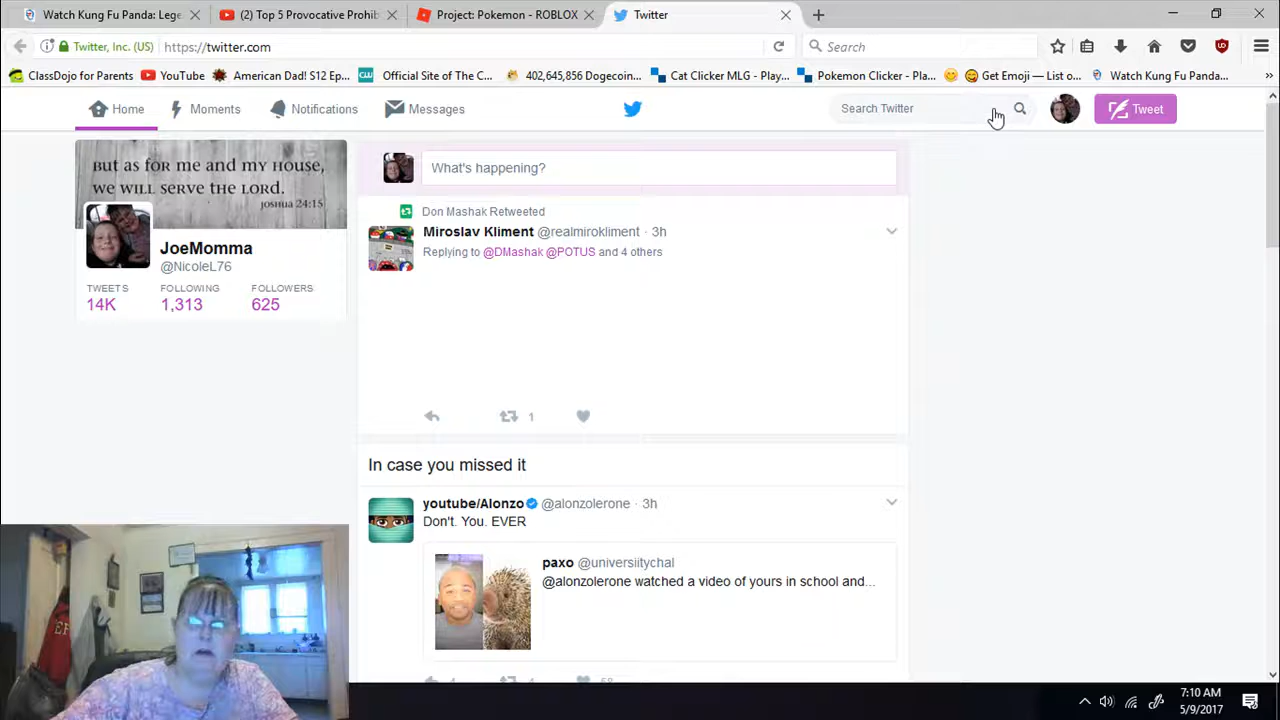 Watch Kung Fu Panda: Lege
(2) Top 5 Provocative Prohib
Project: Pokemon - ROBLOX
Twitter
Twitter, Inc. (US)
https://twitter.com
Search
ClassDojo for Parents
YouTube
American Dad! S12 Ep...
CW
Official Site of The C...
402,645,856 Dogecoin...
Cat Clicker MLG - Play...
Pokemon Clicker - Pla...
Get Emoji — List o...
Watch Kung Fu Panda...
Home
Moments
Notifications
Messages
Search Twitter
Tweet
BUT AS FOR ME AND MY HOUSE,
WE WILL SERVE THE LORD.
JOSHUA 24:15
JoeMomma
@NicoleL76
TWEETS FOLLOWING FOLLOWERS
14K 1,313 625
What's happening?
Don Mashak Retweeted
Miroslav Kliment @realmirokliment · 3h
Replying to @DMashak @POTUS and 4 others
1
In case you missed it
youtube/Alonzo @alonzolerone · 3h
Don't. You. EVER
paxo @universiitychal
@alonzolerone watched a video of yours in school and...
7:10 AM
5/9/2017